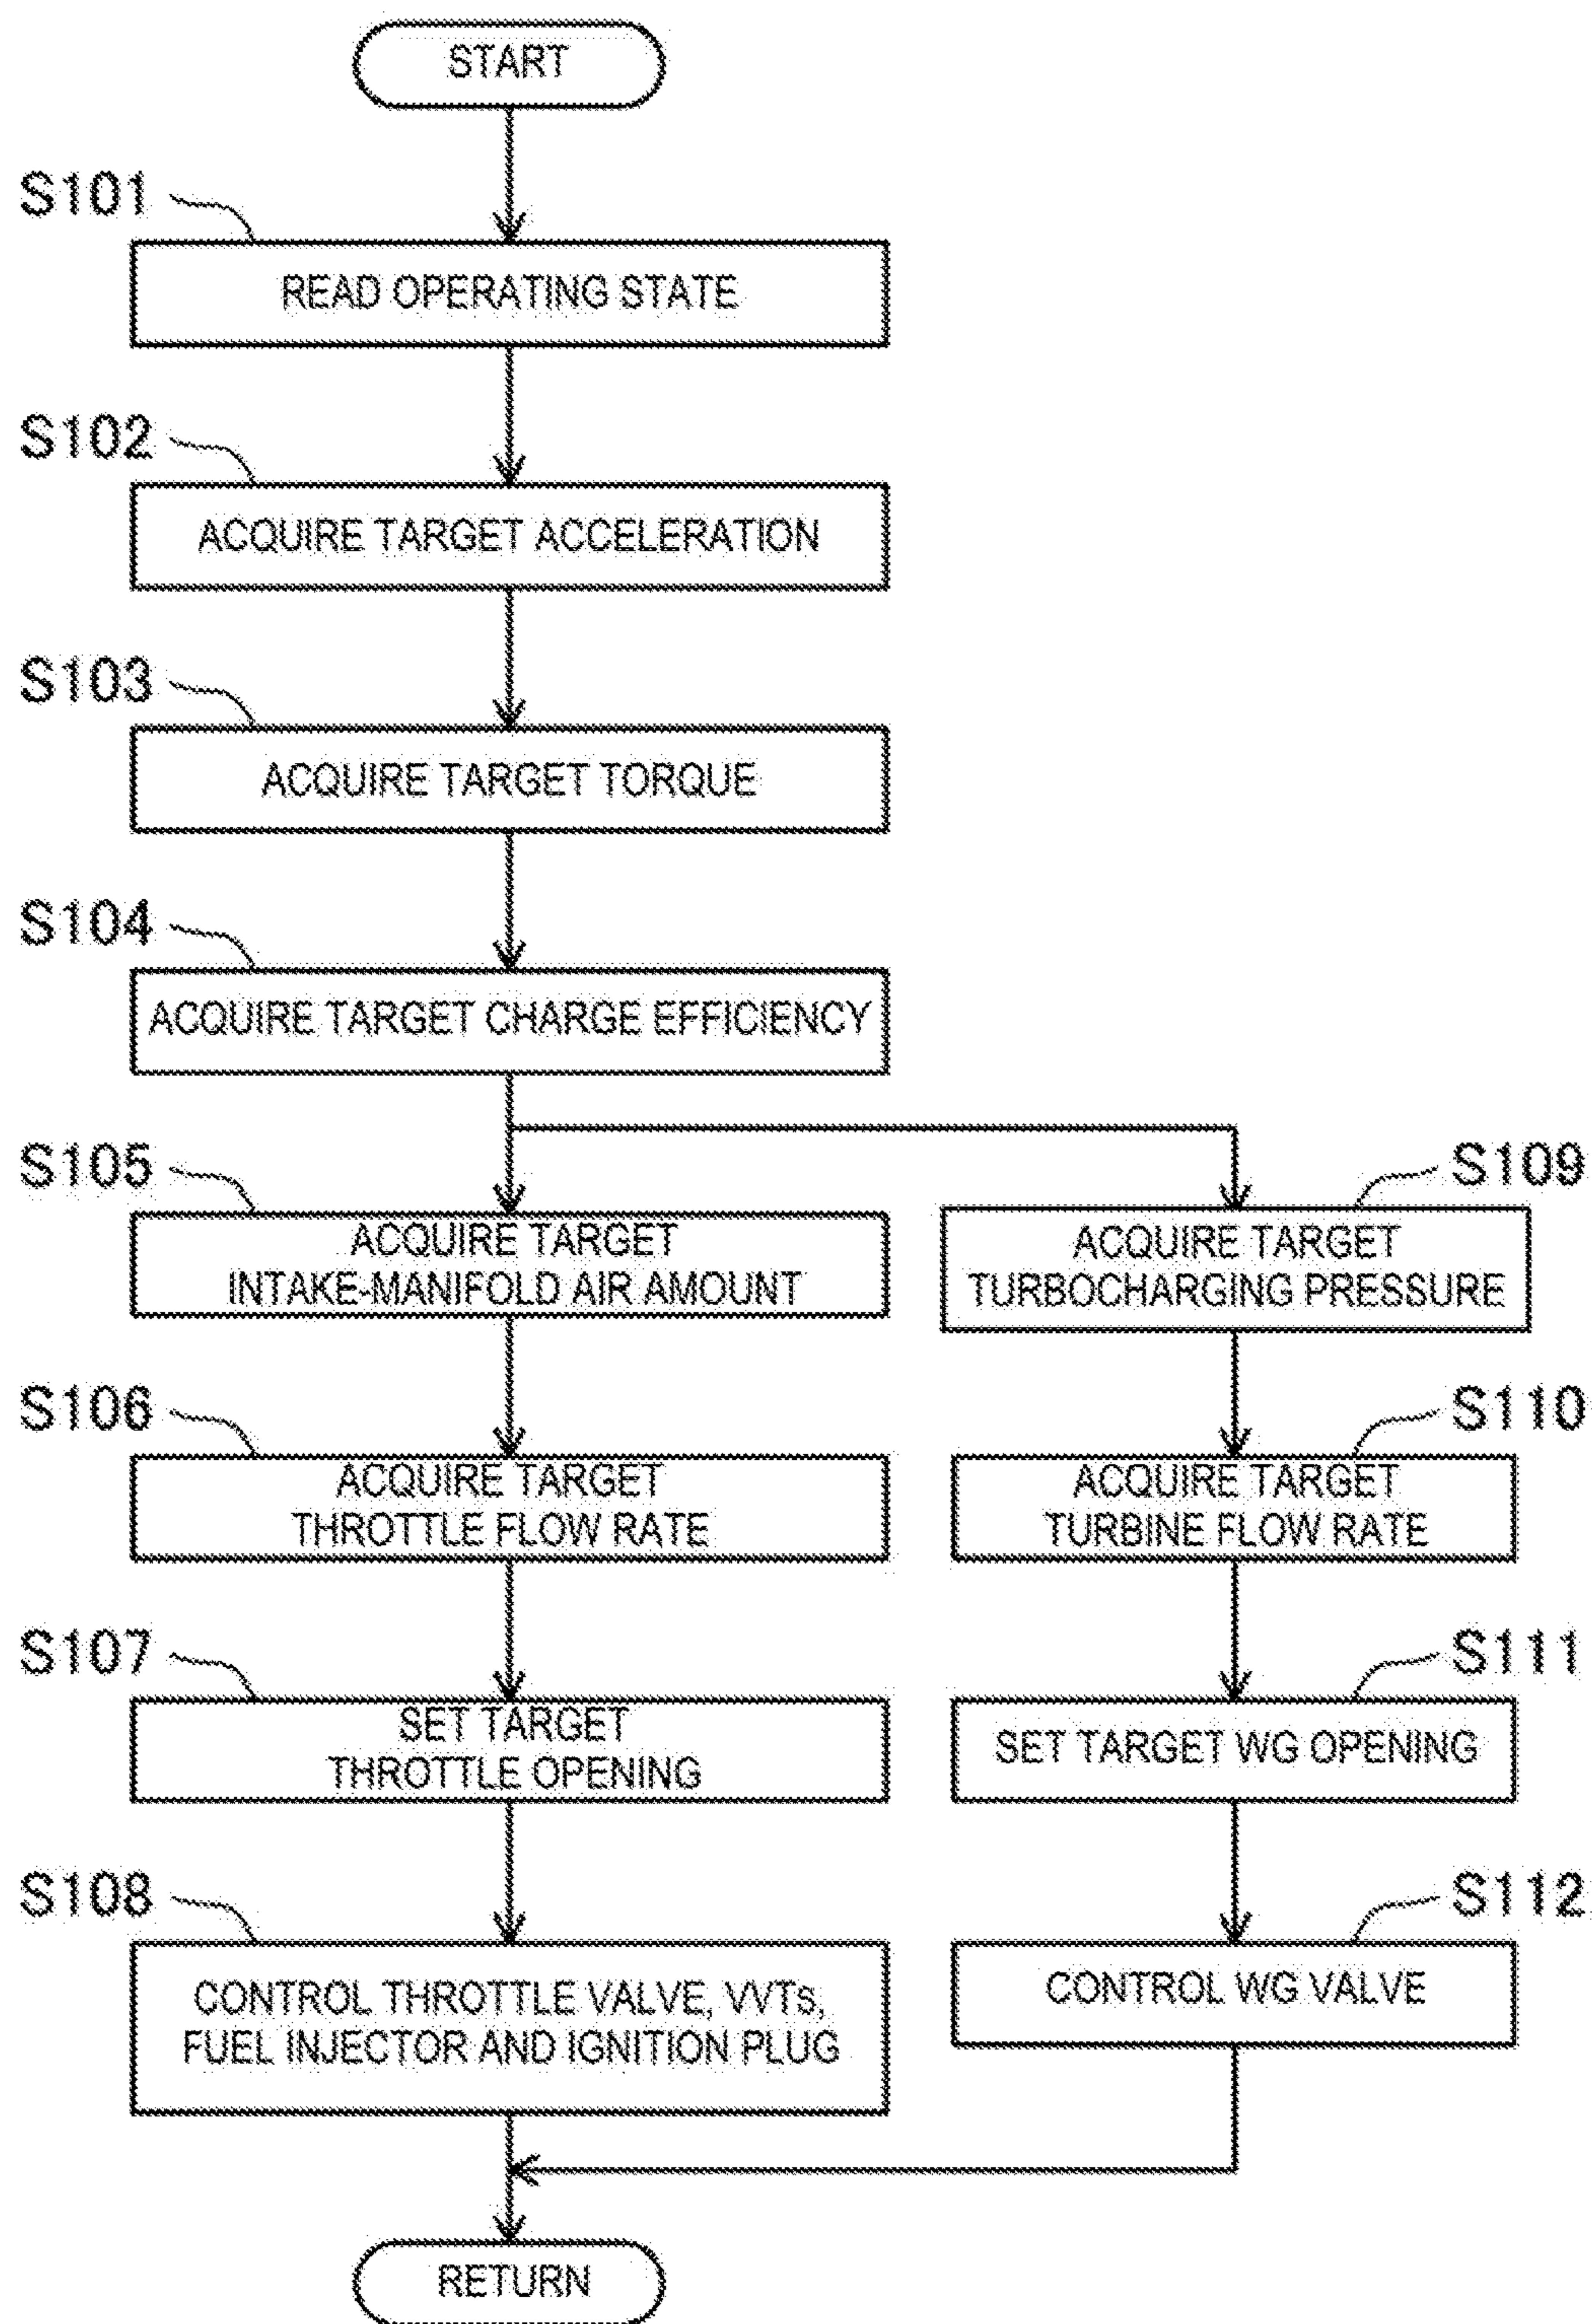 START
S101
READ OPERATING STATE
S102
ACQUIRE TARGET ACCELERATION
S103
ACQUIRE TARGET TORQUE
S104
ACQUIRE TARGET CHARGE EFFICIENCY
S105
ACQUIRE TARGET
INTAKE-MANIFOLD AIR AMOUNT
S106
ACQUIRE TARGET
THROTTLE FLOW RATE
S107
SET TARGET
THROTTLE OPENING
S108
CONTROL THROTTLE VALVE, VVTs,
FUEL INJECTOR AND IGNITION PLUG
S109
ACQUIRE TARGET
TURBOCHARGING PRESSURE
S110
ACQUIRE TARGET
TURBINE FLOW RATE
S111
SET TARGET WG OPENING
S112
CONTROL WG VALVE
RETURN